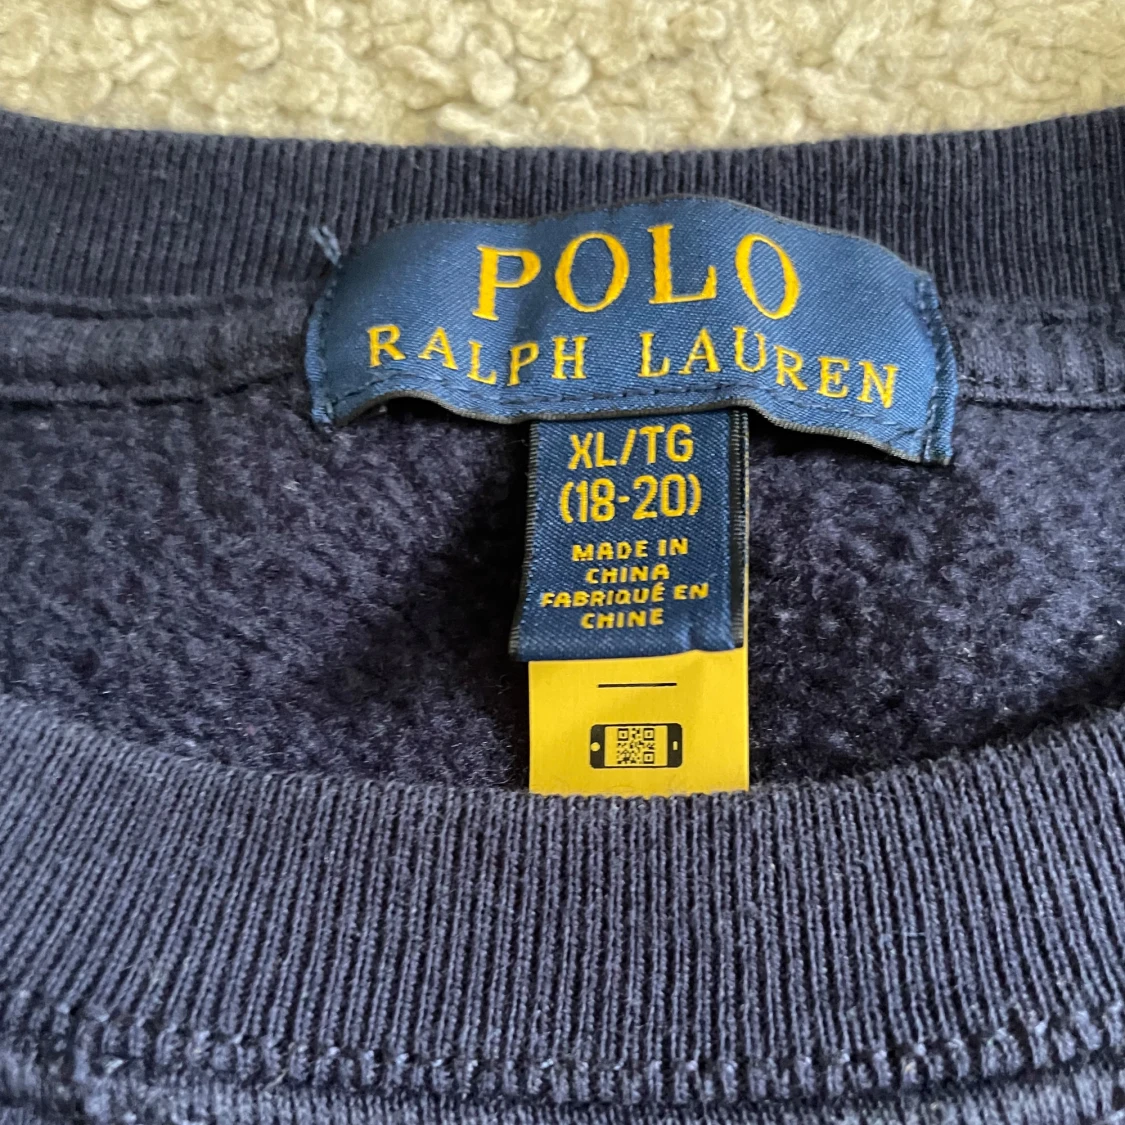 POLO
RALPH LAUREN
XL/TG
(18-20)
MADE IN
CHINA
FABRIQUÉ EN
CHINE